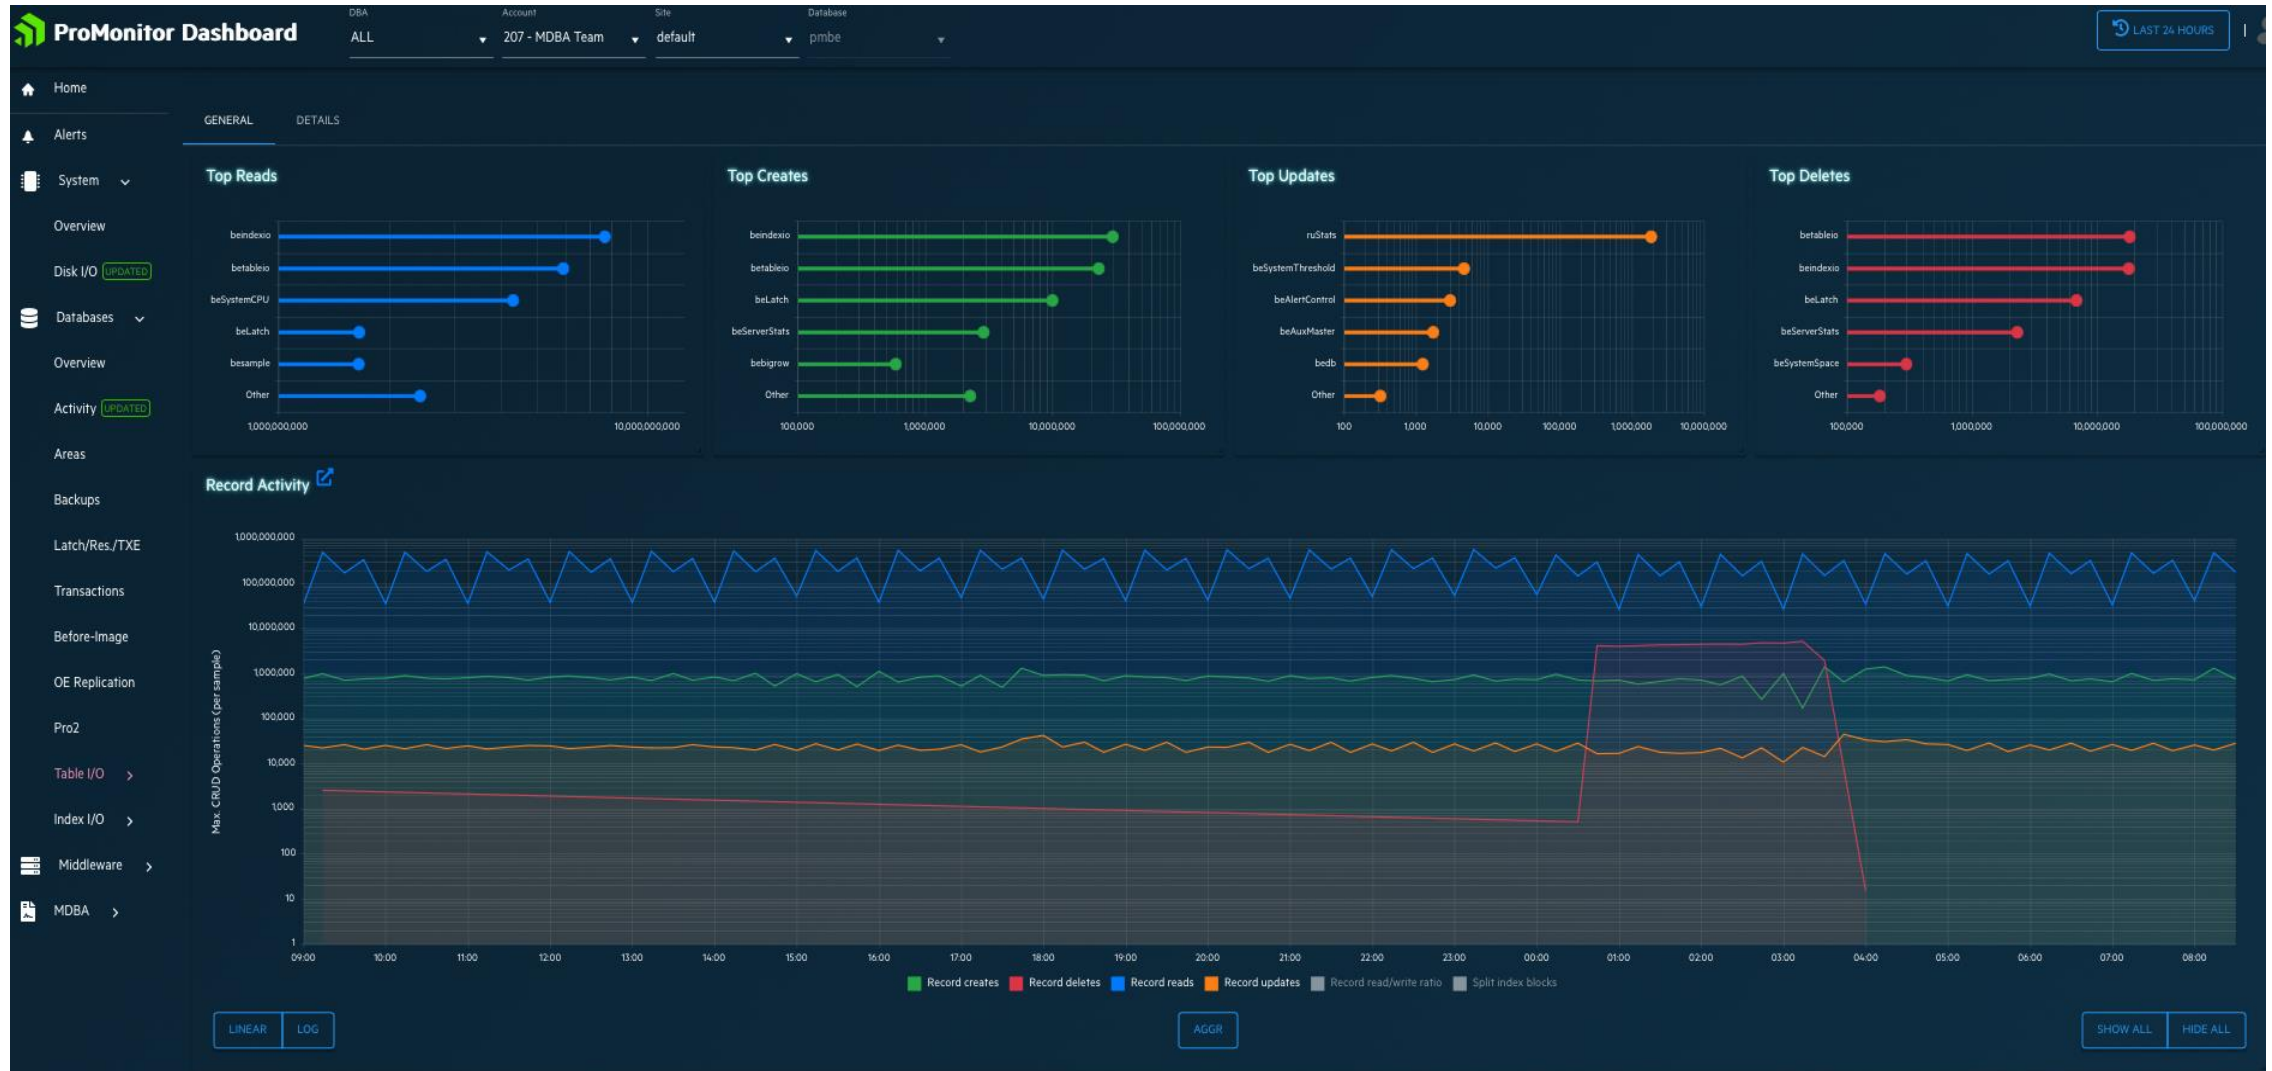 ProMonitor Dashboard
DBA
ALL
Account
207 - MDBA Team
Site
default
Database
pmbe
LAST 24 HOURS
Home
Alerts
System
Overview
Disk I/O UPDATED
Databases
Overview
Activity UPDATED
Areas
Backups
Latch/Res./TXE
Transactions
Before-Image
OE Replication
Pro2
Table I/O
Index I/O
Middleware
MDBA
GENERAL DETAILS
Top Reads
beindexio
betableio
beSystemCPU
beLatch
besample
Other
1,000,000,000 10,000,000,000
Top Creates
beindexio
betableio
beLatch
beServerStats
bebigrow
Other
100,000 1,000,000 10,000,000 100,000,000
Top Updates
ruStats
beSystemThreshold
beAlertControl
beAuxMaster
bedb
Other
100 1,000 10,000 100,000 1,000,000 10,000,000
Top Deletes
betableio
beindexio
beLatch
beServerStats
beSystemSpace
Other
100,000 1,000,000 10,000,000 100,000,000
Record Activity
Max. CRUD Operations (per sample)
1,000,000,000
100,000,000
10,000,000
1,000,000
100,000
10,000
1,000
100
10
1
09:00 10:00 11:00 12:00 13:00 14:00 15:00 16:00 17:00 18:00 19:00 20:00 21:00 22:00 23:00 00:00 01:00 02:00 03:00 04:00 05:00 06:00 07:00 08:00
Record creates Record deletes Record reads Record updates Record read/write ratio Split index blocks
LINEAR LOG AGGR SHOW ALL HIDE ALL